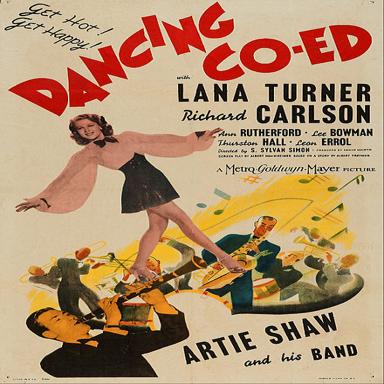 Get Hot!
Get Happy!
DANCING
CO-ED
with
LANA TURNER
Richard CARLSON
Ann RUTHERFORD • Lee BOWMAN
Thurston HALL • Leon ERROL
Directed by S. SYLVAN SIMON
A Metro-Goldwyn-Mayer PICTURE
ARTIE SHAW
and his BAND